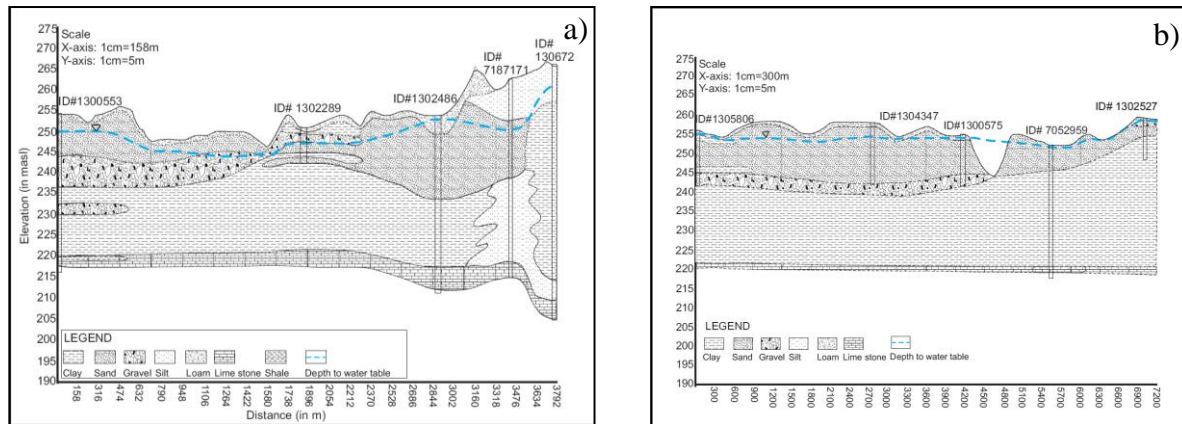 a)
Scale
X-axis: 1cm=158m
Y-axis: 1cm=5m
ID#
130672
ID#
7187171
ID#1300553
ID# 1302289
ID#1302486
Elevation (in masl)
275
270
265
260
255
250
245
240
235
230
225
220
215
210
205
200
195
190
LEGEND
Clay Sand Gravel Silt Loam Lime stone Shale Depth to water table
158 316 474 632 790 948 1106 1264 1422 1580 1738 1896 2054 2212 2370 2528 2686 2844 3002 3160 3318 3476 3634 3792
Distance (in m)
b)
Scale
X-axis: 1cm=300m
Y-axis: 1cm=5m
ID#1305806
ID#1304347
ID#1300575
ID# 7052959
ID# 1302527
275
270
265
260
255
250
245
240
235
230
225
220
215
210
205
200
195
190
LEGEND
Clay Sand Gravel Silt Loam Lime stone Depth to water table
300 600 900 1200 1500 1800 2100 2400 2700 3000 3300 3600 3900 4200 4500 4800 5100 5400 5700 6000 6300 6900 7200